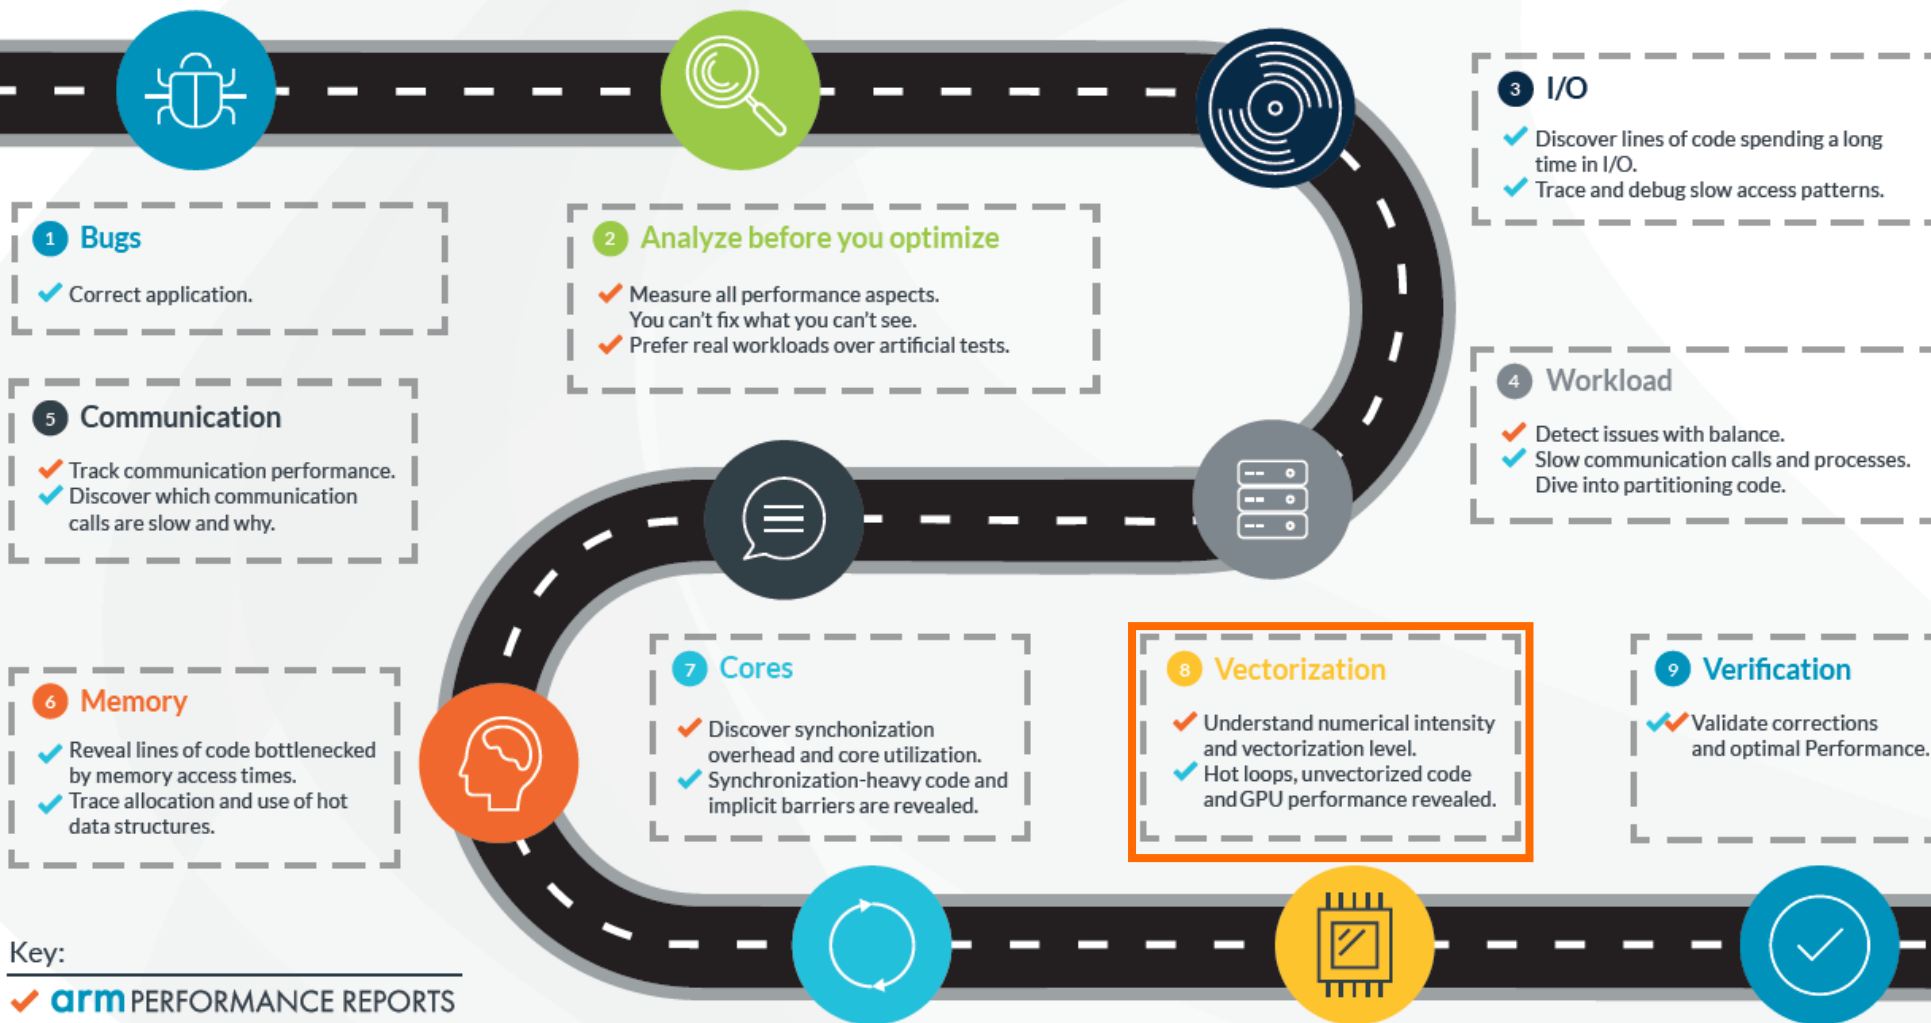 1 Bugs
Correct application.
2 Analyze before you optimize
Measure all performance aspects.
You can't fix what you can't see.
Prefer real workloads over artificial tests.
3 I/O
Discover lines of code spending a long
time in I/O.
Trace and debug slow access patterns.
4 Workload
Detect issues with balance.
Slow communication calls and processes.
Dive into partitioning code.
5 Communication
Track communication performance.
Discover which communication
calls are slow and why.
6 Memory
Reveal lines of code bottlenecked
by memory access times.
Trace allocation and use of hot
data structures.
7 Cores
Discover synchonization
overhead and core utilization.
Synchronization-heavy code and
implicit barriers are revealed.
8 Vectorization
Understand numerical intensity
and vectorization level.
Hot loops, unvectorized code
and GPU performance revealed.
9 Verification
Validate corrections
and optimal Performance.
Key:
arm PERFORMANCE REPORTS